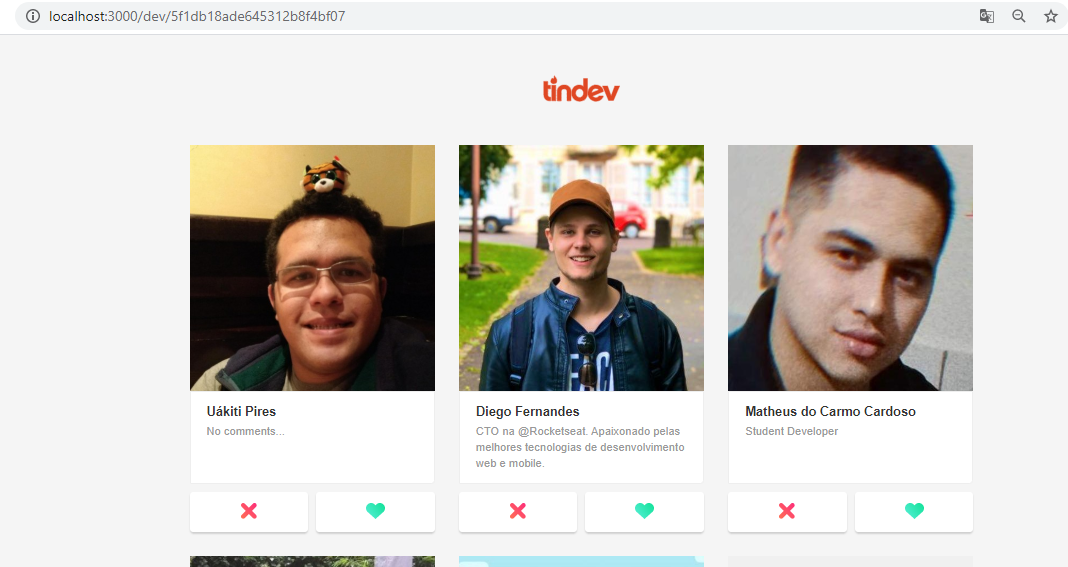 localhost:3000/dev/5f1db18ade645312b8f4bf07
tindev
Uákiti Pires
No comments...
Diego Fernandes
CTO na @Rocketseat. Apaixonado pelas
melhores tecnologias de desenvolvimento
web e mobile.
Matheus do Carmo Cardoso
Student Developer